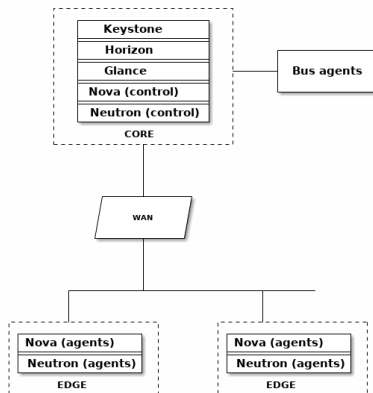 Keystone
Horizon
Glance
Nova (control)
Neutron (control)
CORE
Bus agents
WAN
Nova (agents)
Neutron (agents)
EDGE
Nova (agents)
Neutron (agents)
EDGE